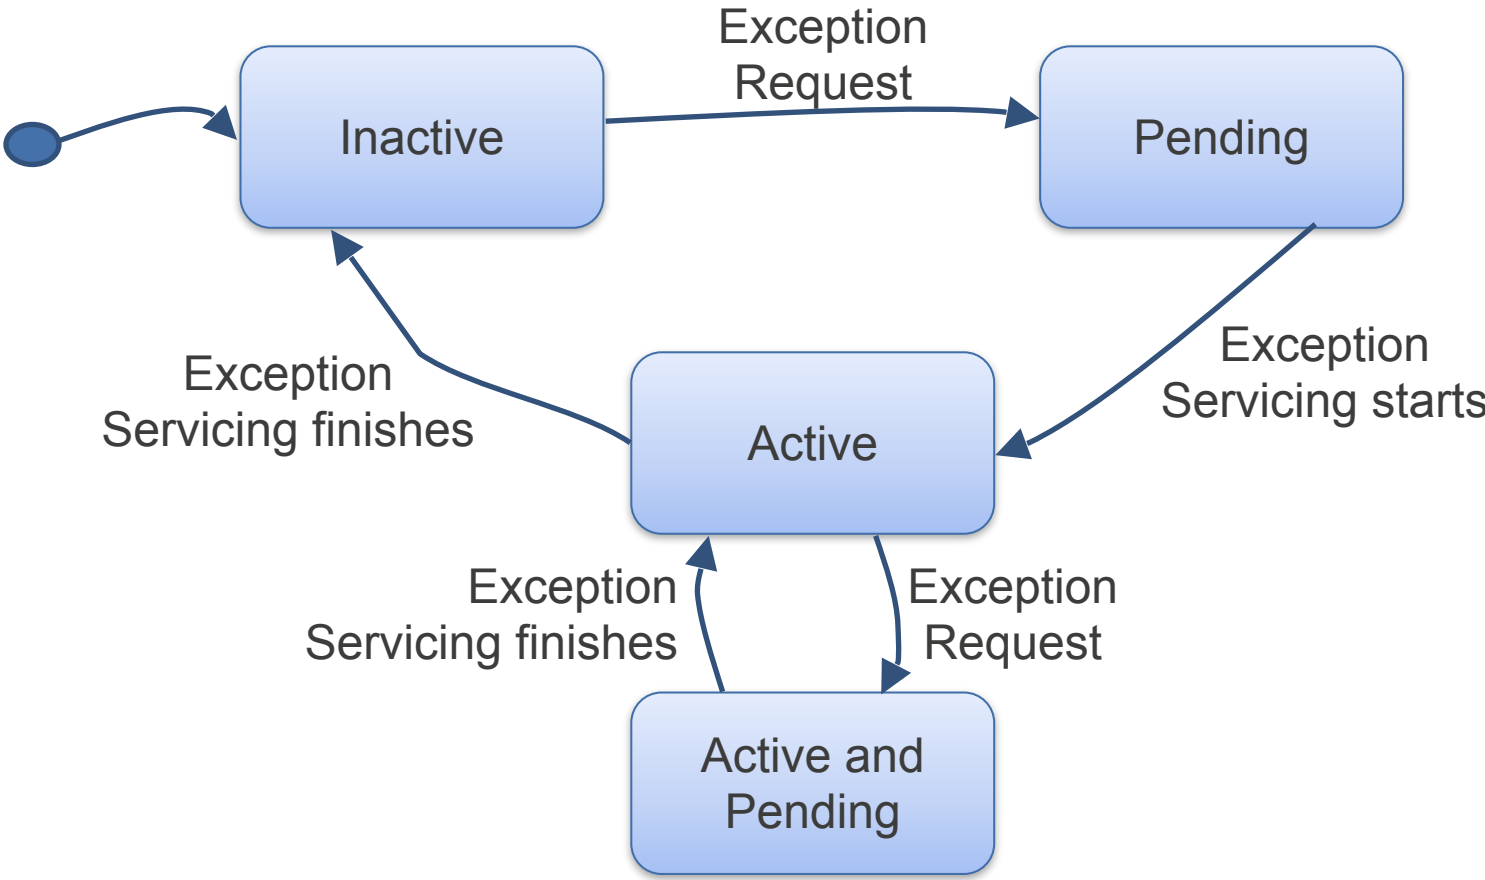 Exception
Request
Inactive
Pending
Exception
Servicing starts
Exception
Servicing finishes
Active
Exception
Servicing finishes
Exception
Request
Active and
Pending